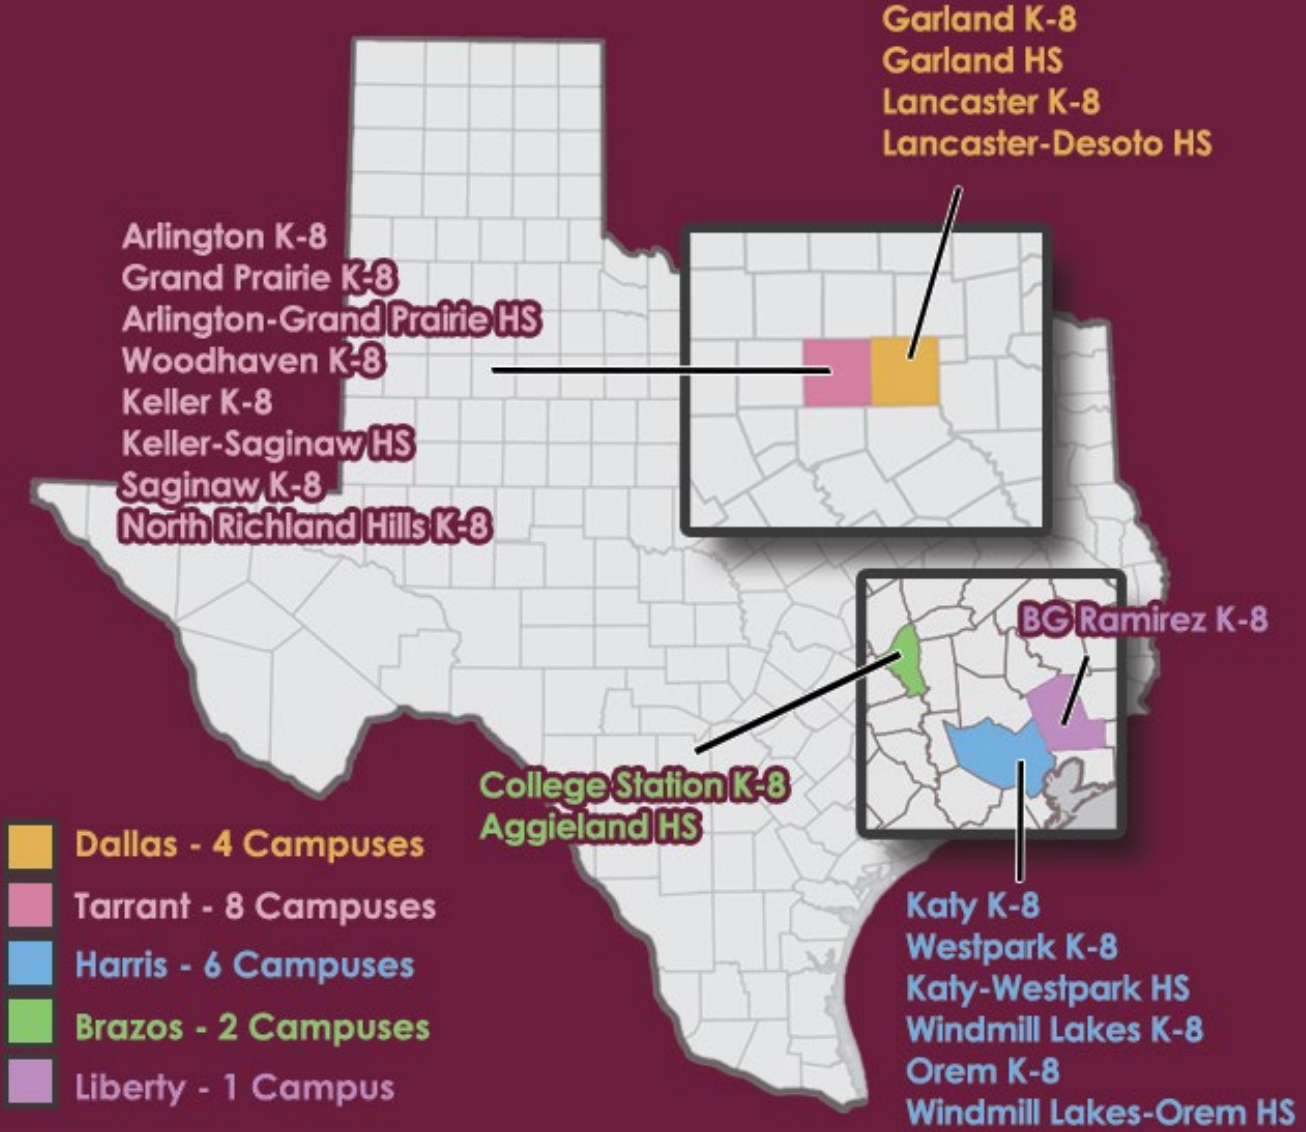 Garland K-8
Garland HS
Lancaster K-8
Lancaster-Desoto HS
Arlington K-8
Grand Prairie K-8
Arlington-Grand Prairie HS
Woodhaven K-8
Keller K-8
Keller-Saginaw HS
Saginaw K-8
North Richland Hills K-8
BG Ramirez K-8
College Station K-8
Aggieland HS
Dallas - 4 Campuses
Tarrant - 8 Campuses
Harris - 6 Campuses
Brazos - 2 Campuses
Liberty - 1 Campus
Katy K-8
Westpark K-8
Katy-Westpark HS
Windmill Lakes K-8
Orem K-8
Windmill Lakes-Orem HS